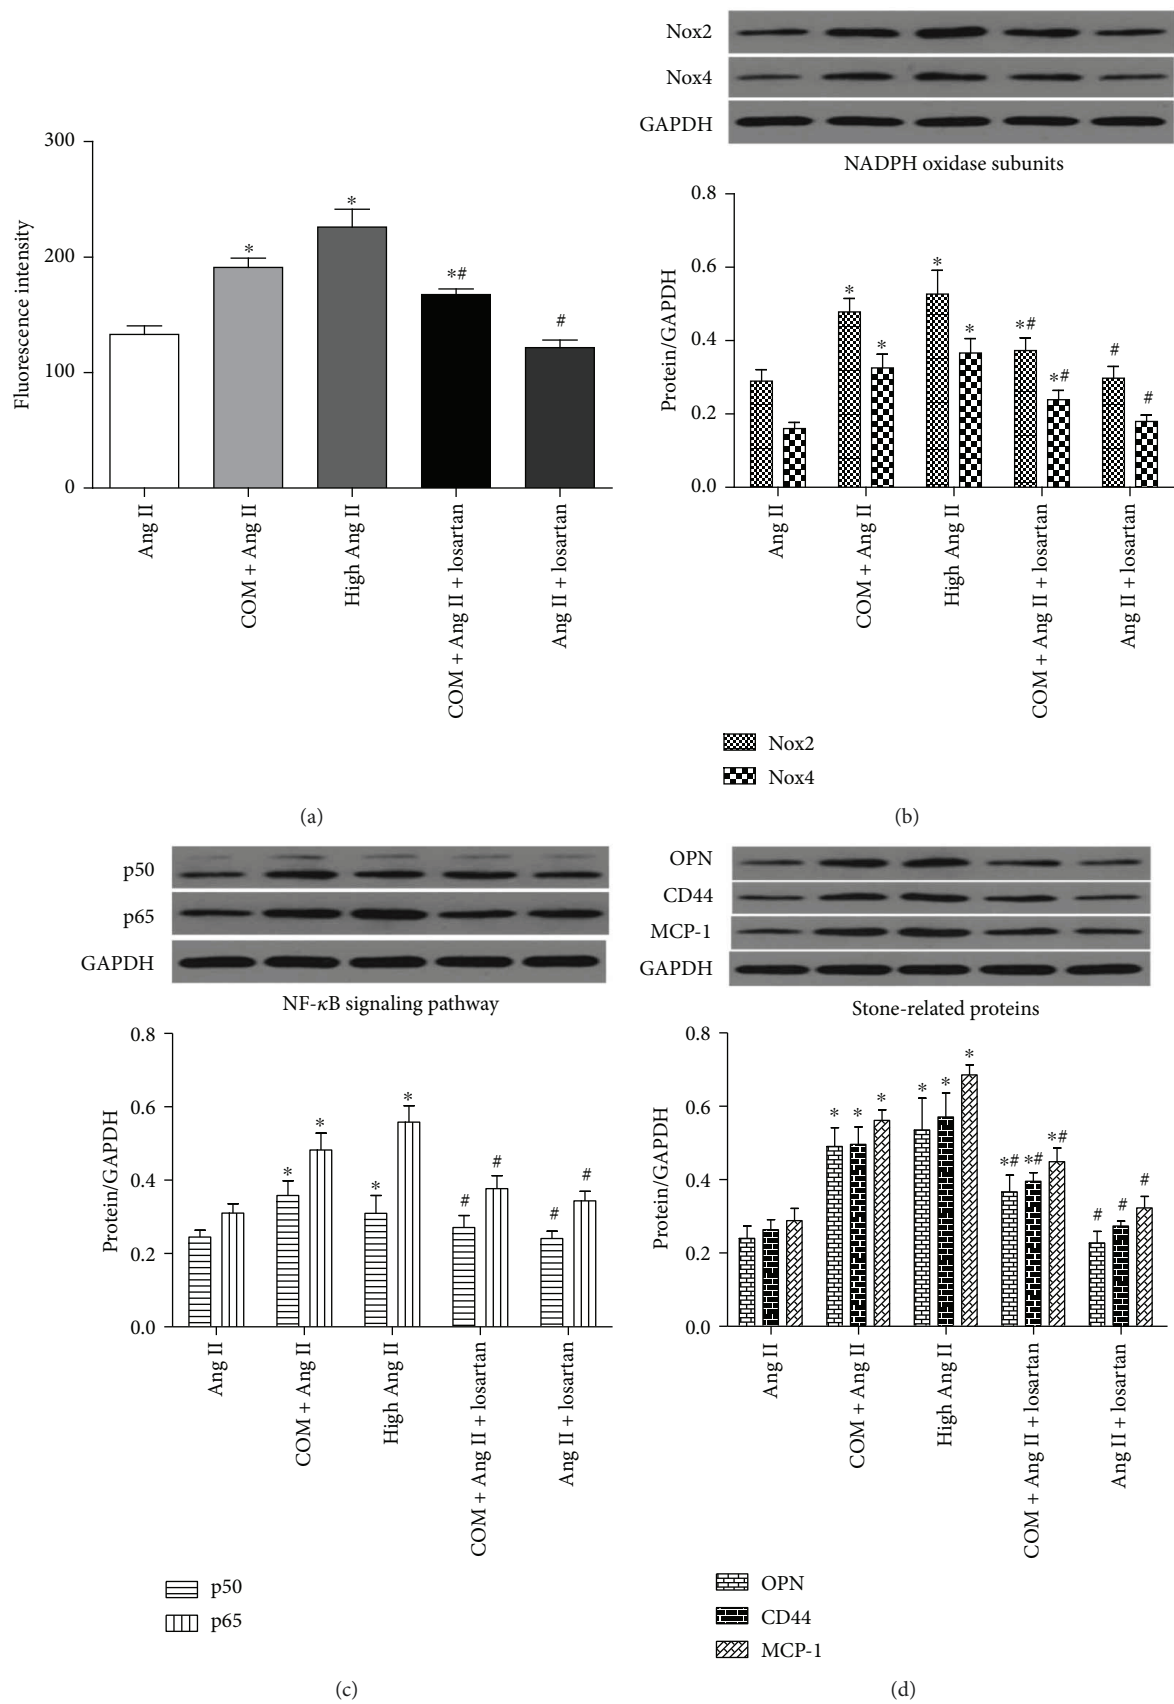 300
200
100
0
Fluorescence intensity
*
*
*#
#
Ang II
COM + Ang II
High Ang II
COM + Ang II + losartan
Ang II + losartan
(a)
Nox2
Nox4
GAPDH
NADPH oxidase subunits
0.8
0.6
0.4
0.2
0.0
Protein/GAPDH
*
*
*
*
*#
*#
#
#
Ang II
COM + Ang II
High Ang II
COM + Ang II + losartan
Ang II + losartan
Nox2
Nox4
(b)
p50
p65
GAPDH
NF-κB signaling pathway
0.8
0.6
0.4
0.2
0.0
Protein/GAPDH
*
*
*
*
#
#
#
#
Ang II
COM + Ang II
High Ang II
COM + Ang II + losartan
Ang II + losartan
p50
p65
(c)
OPN
CD44
MCP-1
GAPDH
Stone-related proteins
0.8
0.6
0.4
0.2
0.0
Protein/GAPDH
*
*
*
*
*
*
*#
*#
*#
#
#
#
Ang II
COM + Ang II
High Ang II
COM + Ang II + losartan
Ang II + losartan
OPN
CD44
MCP-1
(d)